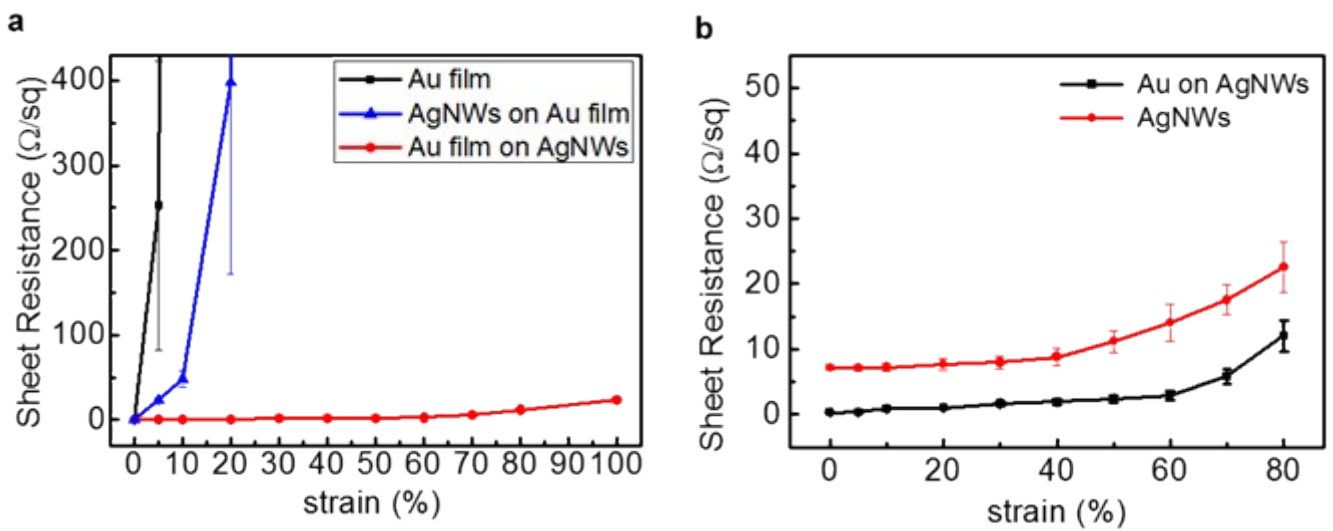 a
Sheet Resistance (Ω/sq)
400
300
200
100
0
Au film
AgNWs on Au film
Au film on AgNWs
0 10 20 30 40 50 60 70 80 90 100
strain (%)
b
Sheet Resistance (Ω/sq)
50
40
30
20
10
0
Au on AgNWs
AgNWs
0 20 40 60 80
strain (%)